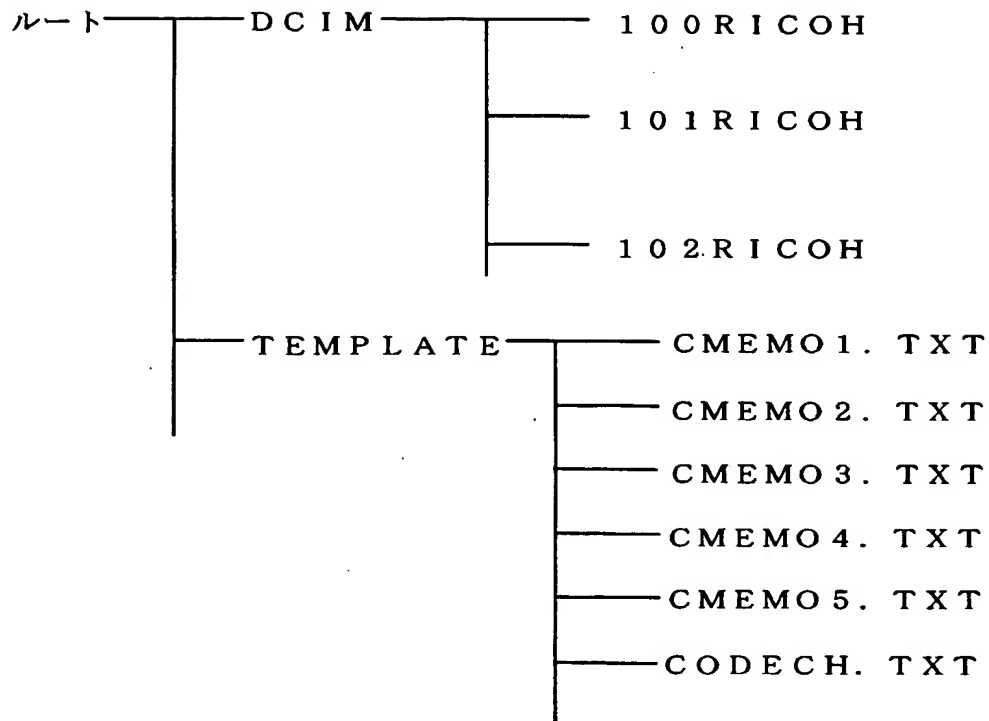 ルート DCIM 100RICOH
101RICOH
102RICOH
TEMPLATE CMEMO1. TXT
CMEMO2. TXT
CMEMO3. TXT
CMEMO4. TXT
CMEMO5. TXT
CODECH. TXT